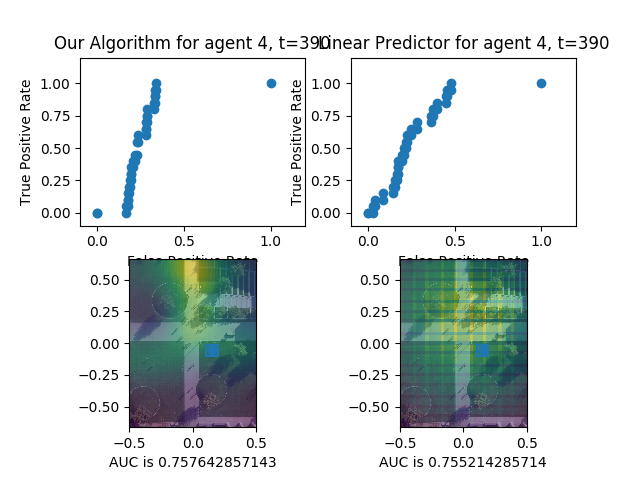 Our Algorithm for agent 4, t=390
Linear Predictor for agent 4, t=390
True Positive Rate
1.00
0.75
0.50
0.25
0.00
0.0 0.5 1.0
False Positive Rate
True Positive Rate
1.00
0.75
0.50
0.25
0.00
0.0 0.5 1.0
False Positive Rate
0.50
0.25
0.00
−0.25
−0.50
−0.5 0.0 0.5
AUC is 0.757642857143
0.50
0.25
0.00
−0.25
−0.50
−0.5 0.0 0.5
AUC is 0.755214285714